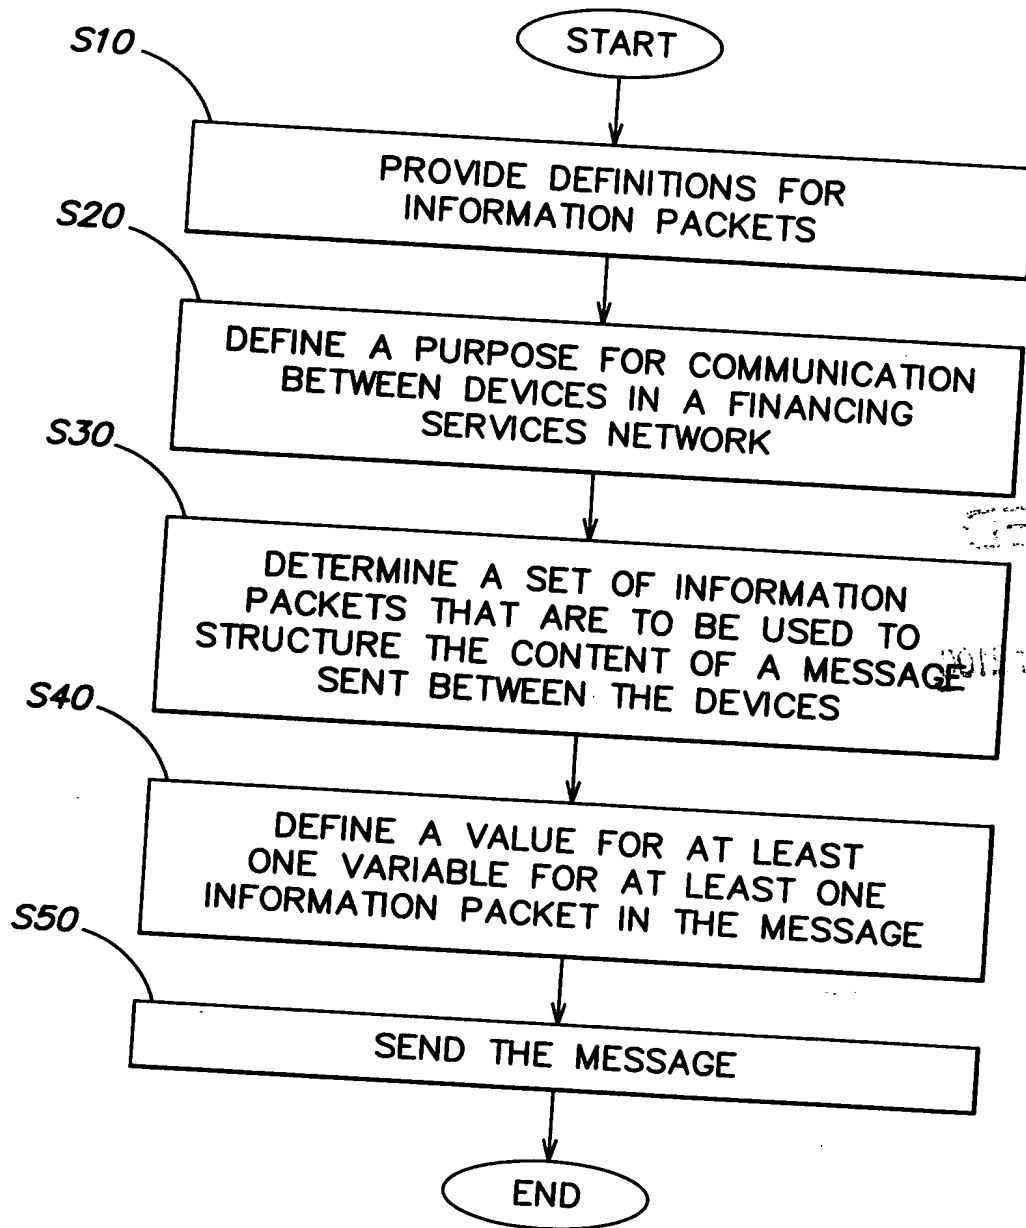 START
S10
PROVIDE DEFINITIONS FOR
INFORMATION PACKETS
S20
DEFINE A PURPOSE FOR COMMUNICATION
BETWEEN DEVICES IN A FINANCING
SERVICES NETWORK
S30
DETERMINE A SET OF INFORMATION
PACKETS THAT ARE TO BE USED TO
STRUCTURE THE CONTENT OF A MESSAGE
SENT BETWEEN THE DEVICES
S40
DEFINE A VALUE FOR AT LEAST
ONE VARIABLE FOR AT LEAST ONE
INFORMATION PACKET IN THE MESSAGE
S50
SEND THE MESSAGE
END